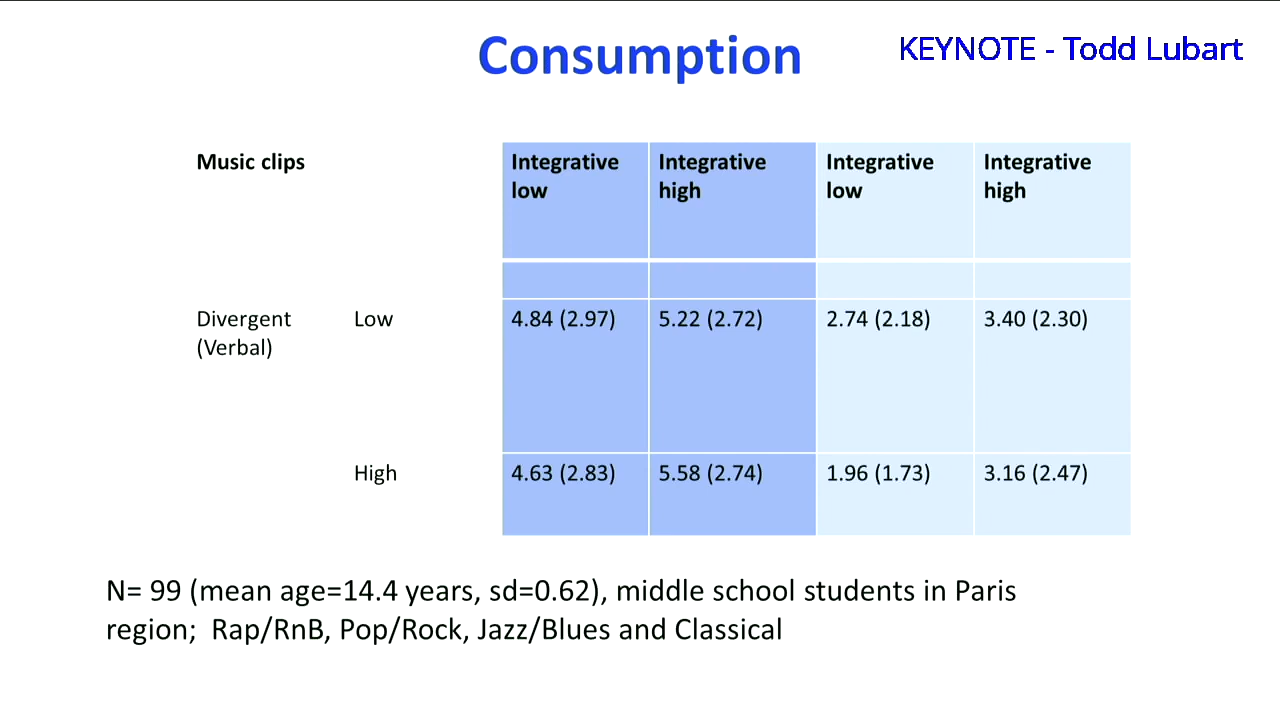 Consumption
KEYNOTE - Todd Lubart
Music clips
Integrative
low
Integrative
high
Integrative
low
Integrative
high
Divergent
(Verbal)
Low
4.84 (2.97)
5.22 (2.72)
2.74 (2.18)
3.40 (2.30)
High
4.63 (2.83)
5.58 (2.74)
1.96 (1.73)
3.16 (2.47)
N= 99 (mean age=14.4 years, sd=0.62), middle school students in Paris
region;  Rap/RnB, Pop/Rock, Jazz/Blues and Classical